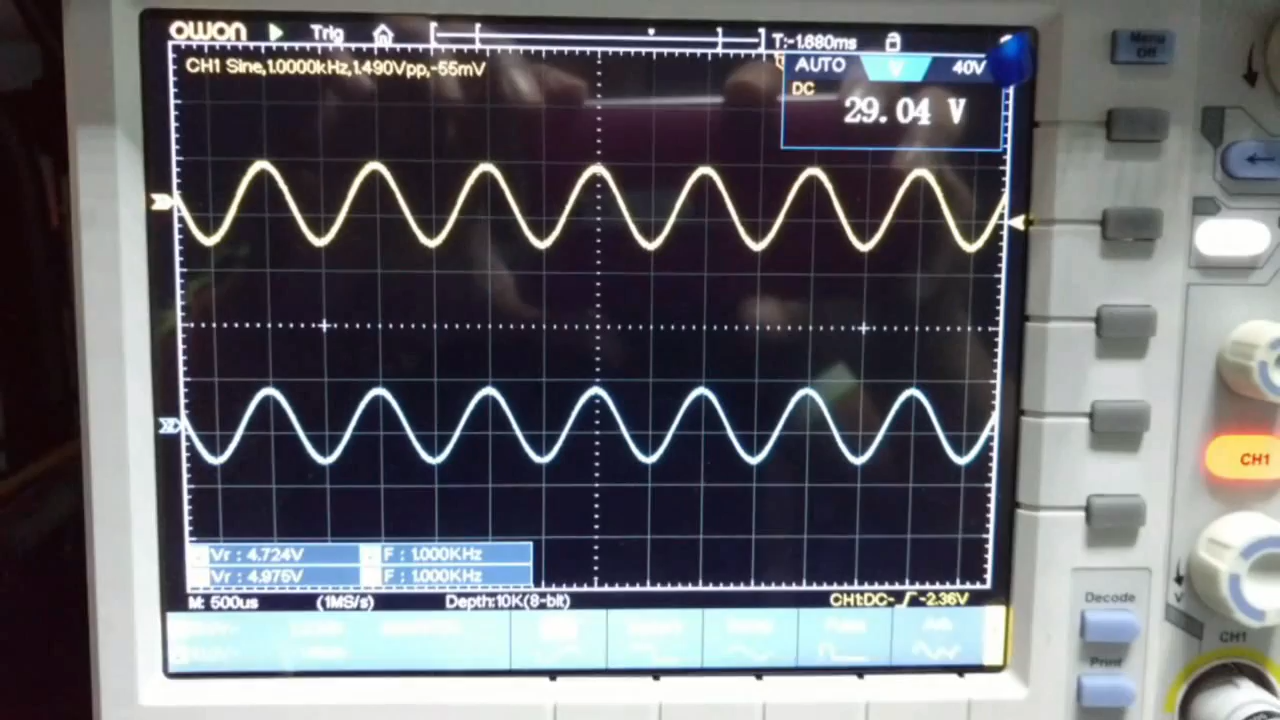 OWON Trig T:-1.680ms
CH1 Sine,1.0000kHz,1.490Vpp,-55mV
AUTO V 40V
DC
29.04 V
Vr : 4.724V F : 1.000KHz
Vr : 4.975V F : 1.000KHz
M: 500us (1MS/s) Depth:10K(8-bit) CH1:DC- -2.36V
Menu
Off
CH1
Decode
Print
V
CH1